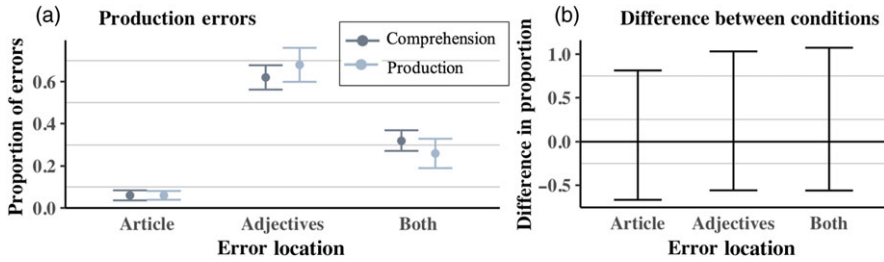 (a) Production errors
Comprehension
Production
Proportion of errors
0.6
0.4
0.2
0.0
Article Adjectives Both
Error location
(b) Difference between conditions
Difference in proportion
1.0
0.5
0.0
−0.5
Article Adjectives Both
Error location